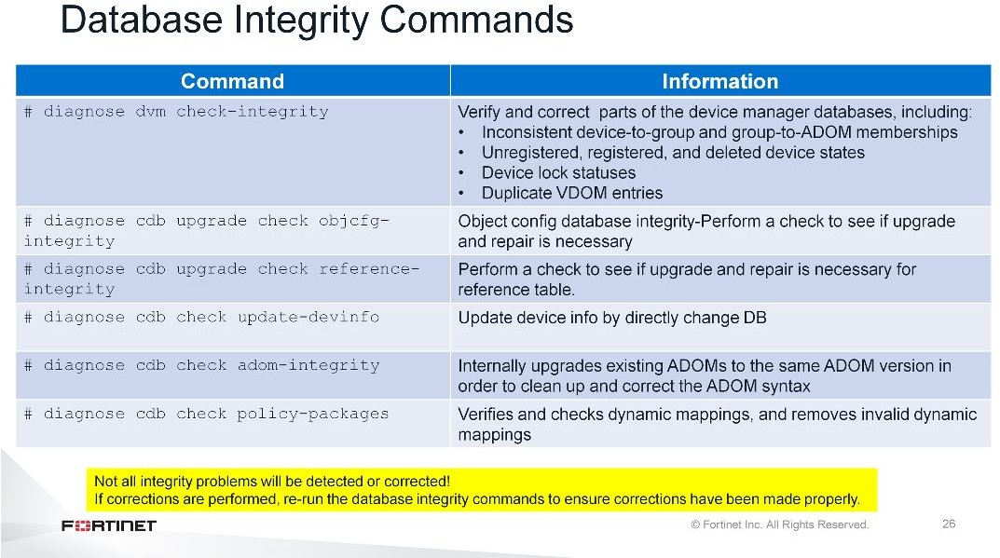 Database Integrity Commands
Command
Information
# diagnose dvm check-integrity
Verify and correct parts of the device manager databases, including:
• Inconsistent device-to-group and group-to-ADOM memberships
• Unregistered, registered, and deleted device states
• Device lock statuses
• Duplicate VDOM entries
# diagnose cdb upgrade check objcfg-
integrity
Object config database integrity-Perform a check to see if upgrade
and repair is necessary
# diagnose cdb upgrade check reference-
integrity
Perform a check to see if upgrade and repair is necessary for
reference table.
# diagnose cdb check update-devinfo
Update device info by directly change DB
# diagnose cdb check adom-integrity
Internally upgrades existing ADOMs to the same ADOM version in
order to clean up and correct the ADOM syntax
# diagnose cdb check policy-packages
Verifies and checks dynamic mappings, and removes invalid dynamic
mappings
Not all integrity problems will be detected or corrected!
If corrections are performed, re-run the database integrity commands to ensure corrections have been made properly.
FORTINET
© Fortinet Inc. All Rights Reserved.
26